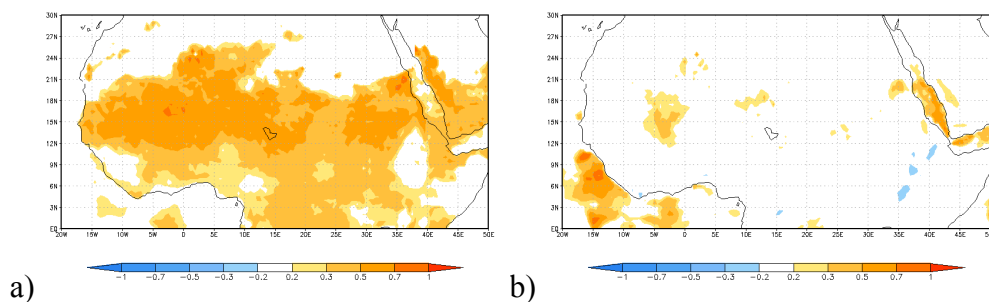 30N
27N
24N
21N
18N
15N
12N
9N
6N
3N
EQ
20W 15W 10W 5W 0 5E 10E 15E 20E 25E 30E 35E 40E 45E 50E
-1 -0.7 -0.5 -0.3 -0.2 0.2 0.3 0.5 0.7 1
a)
30N
27N
24N
21N
18N
15N
12N
9N
6N
3N
EQ
20W 15W 10W 5W 0 5E 10E 15E 20E 25E 30E 35E 40E 45E 50
-1 -0.7 -0.5 -0.3 -0.2 0.2 0.3 0.5 0.7 1
b)